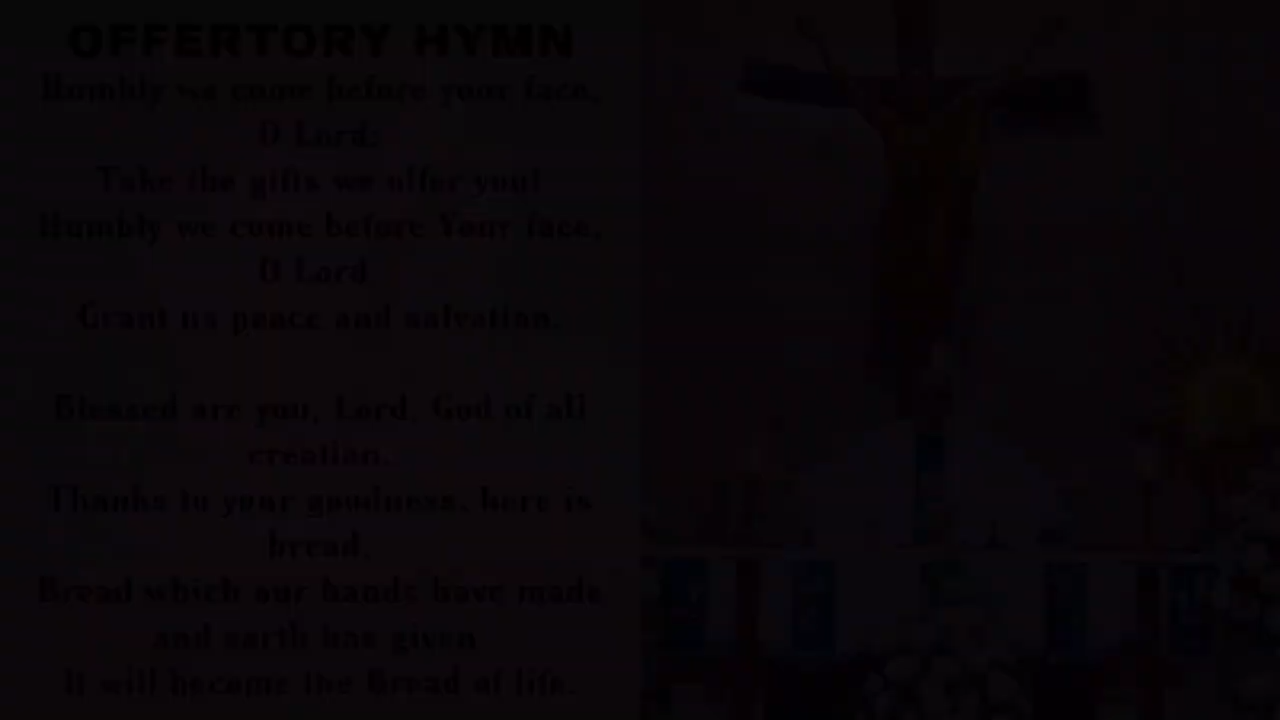 OFFERTORY HYMN
Humbly we come before your face,
O Lord;
Take the gifts we offer you!
Humbly we come before Your face,
O Lord
Grant us peace and salvation.
Blessed are you, Lord, God of all
creation.
Thanks to your goodness, here is
bread.
Bread which our hands have made
and earth has given
It will become the Bread of life.